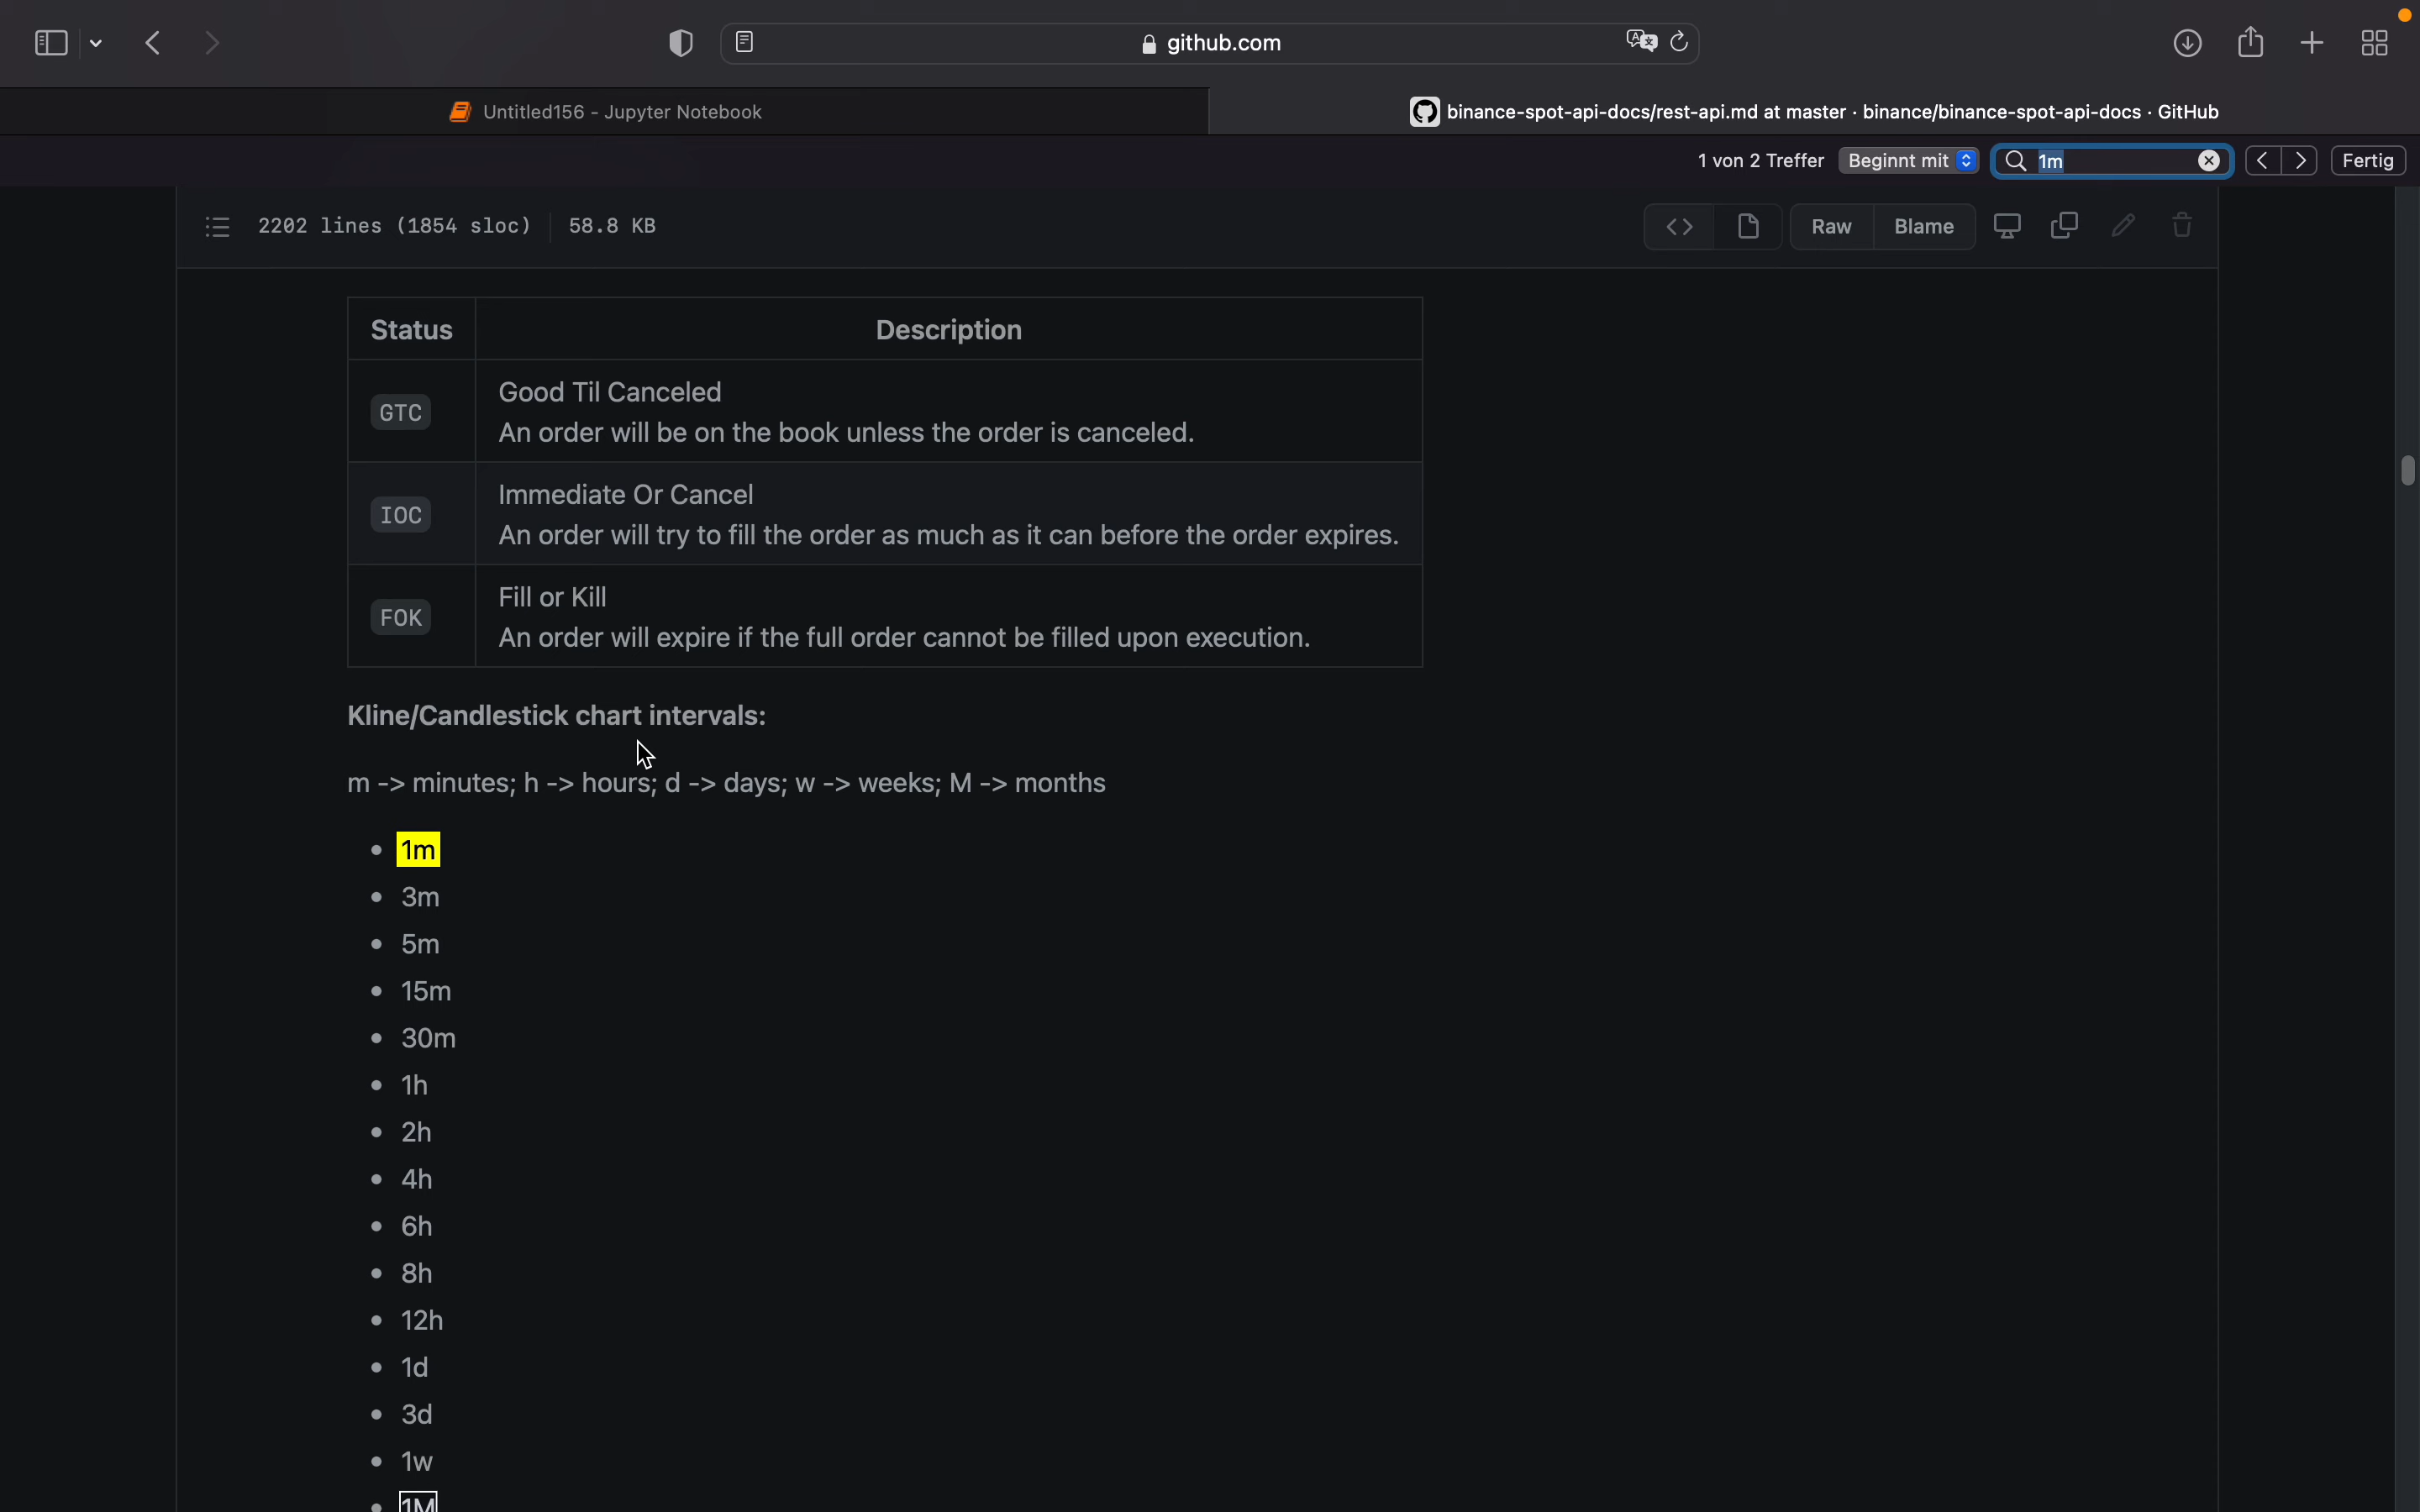 github.com
Untitled156 - Jupyter Notebook
binance-spot-api-docs/rest-api.md at master · binance/binance-spot-api-docs · GitHub
1 von 2 Treffer
Beginnt mit
1m
Fertig
2202 lines (1854 sloc)
58.8 KB
Raw
Blame
Status
Description
GTC
Good Til Canceled
An order will be on the book unless the order is canceled.
IOC
Immediate Or Cancel
An order will try to fill the order as much as it can before the order expires.
FOK
Fill or Kill
An order will expire if the full order cannot be filled upon execution.
Kline/Candlestick chart intervals:
m -> minutes; h -> hours; d -> days; w -> weeks; M -> months
• 1m
• 3m
• 5m
• 15m
• 30m
• 1h
• 2h
• 4h
• 6h
• 8h
• 12h
• 1d
• 3d
• 1w
• 1M